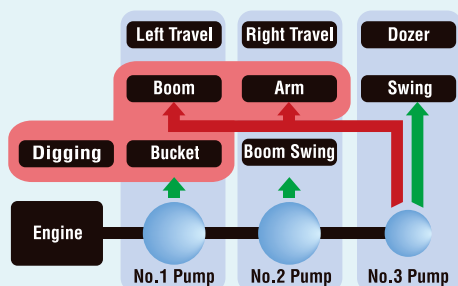 Left Travel
Right Travel
Dozer
Boom
Arm
Swing
Digging
Bucket
Boom Swing
Engine
No.1 Pump
No.2 Pump
No.3 Pump